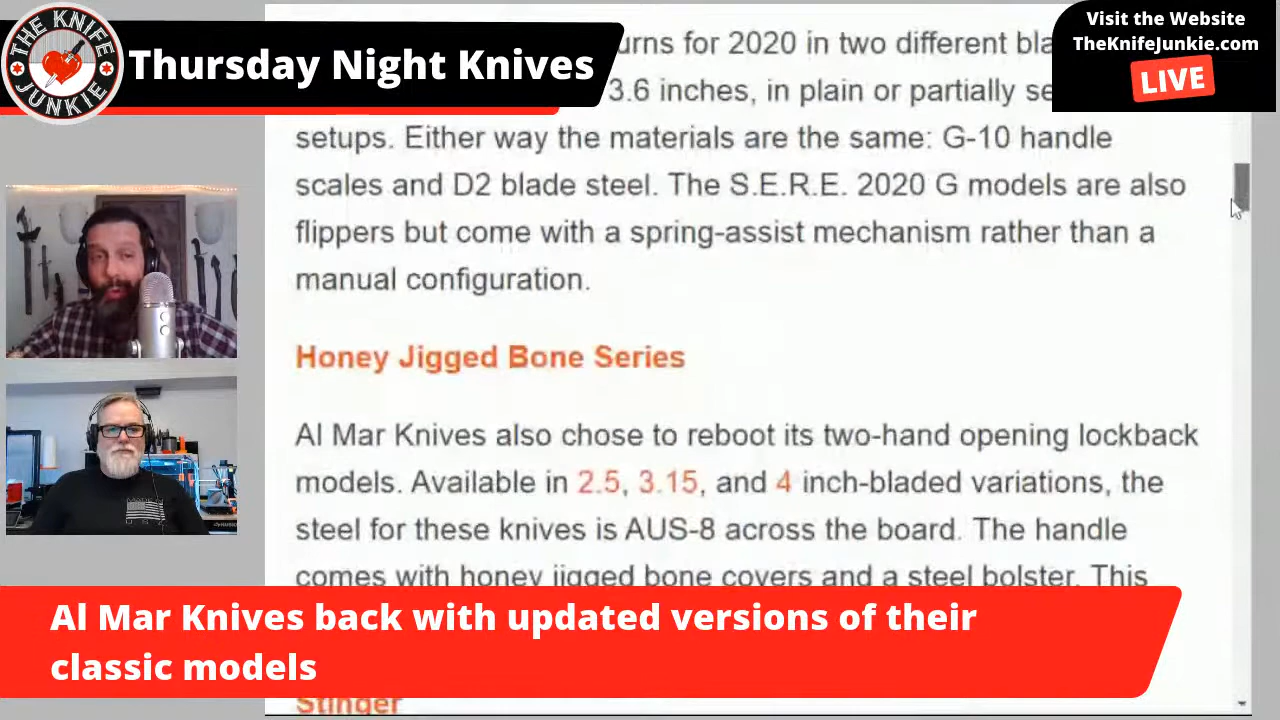 THE KNIFE
JUNKIE
Thursday Night Knives
Visit the Website
TheKnifeJunkie.com
LIVE
urns for 2020 in two different
3.6 inches, in plain or partially
setups. Either way the materials are the same: G-10 handle
scales and D2 blade steel. The S.E.R.E. 2020 G models are also
flippers but come with a spring-assist mechanism rather than a
manual configuration.
Honey Jigged Bone Series
Al Mar Knives also chose to reboot its two-hand opening lockback
models. Available in 2.5, 3.15, and 4 inch-bladed variations, the
steel for these knives is AUS-8 across the board. The handle
comes with honey jigged bone covers and a steel bolster. This
Al Mar Knives back with updated versions of their
classic models
Stinger